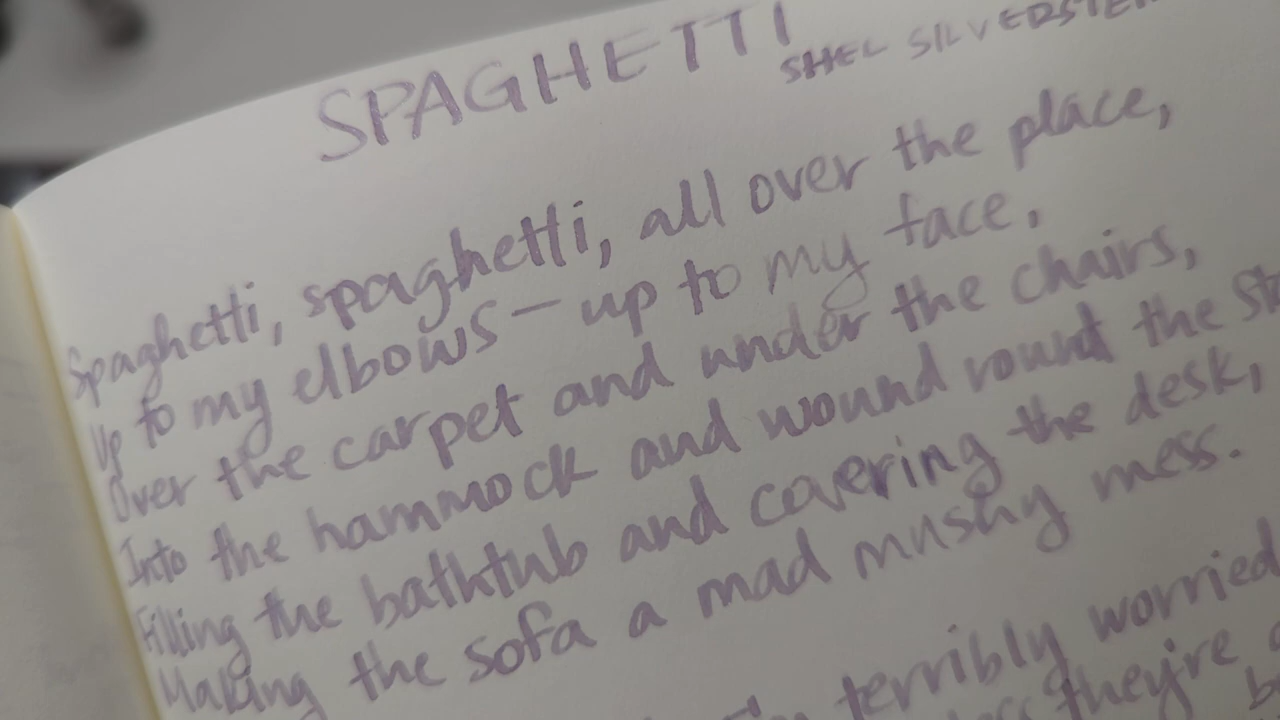 SPAGHETTI
SHEL SILVERSTEI
Spaghetti, spaghetti, all over the place,
Up to my elbows — up to my face,
Over the carpet and under the chairs,
Into the hammock and wound round the
Filling the bathtub and covering the desk,
Making the sofa a mad mushy mess.
terribly worried
they're